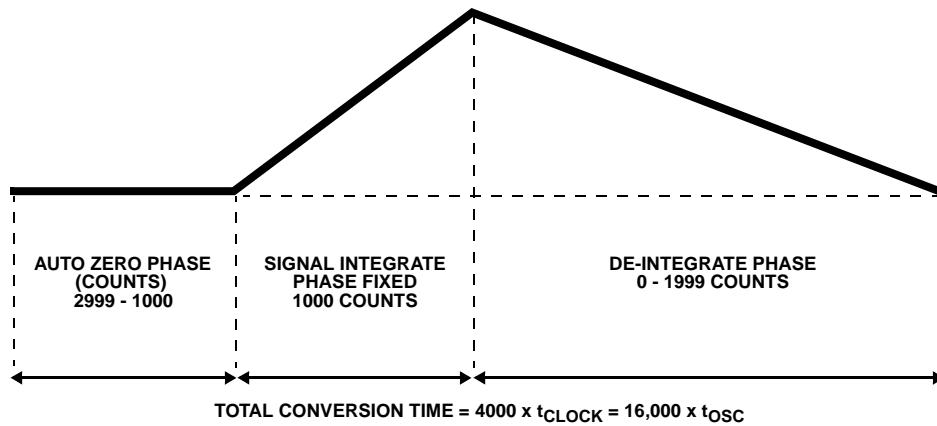 AUTO ZERO PHASE
(COUNTS)
2999 - 1000
SIGNAL INTEGRATE
PHASE FIXED
1000 COUNTS
DE-INTEGRATE PHASE
0 - 1999 COUNTS
TOTAL CONVERSION TIME = 4000 x tCLOCK = 16,000 x tOSC